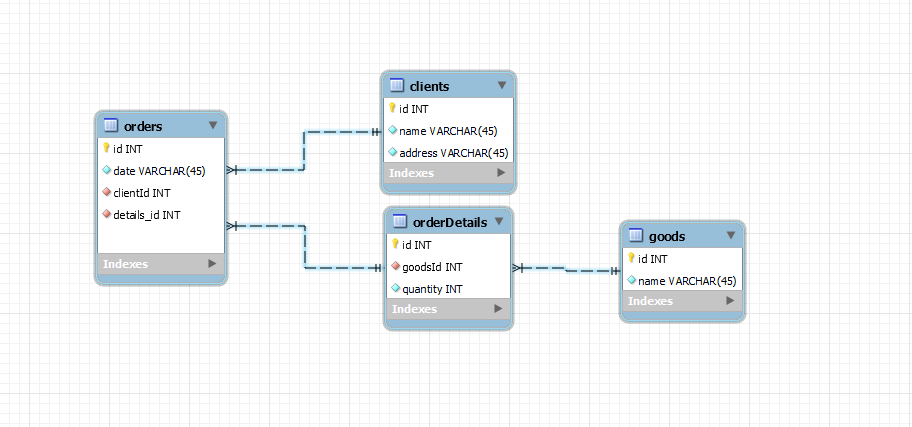 orders
id INT
date VARCHAR(45)
clientId INT
details_id INT
Indexes
clients
id INT
name VARCHAR(45)
address VARCHAR(45)
Indexes
orderDetails
id INT
goodsId INT
quantity INT
Indexes
goods
id INT
name VARCHAR(45)
Indexes